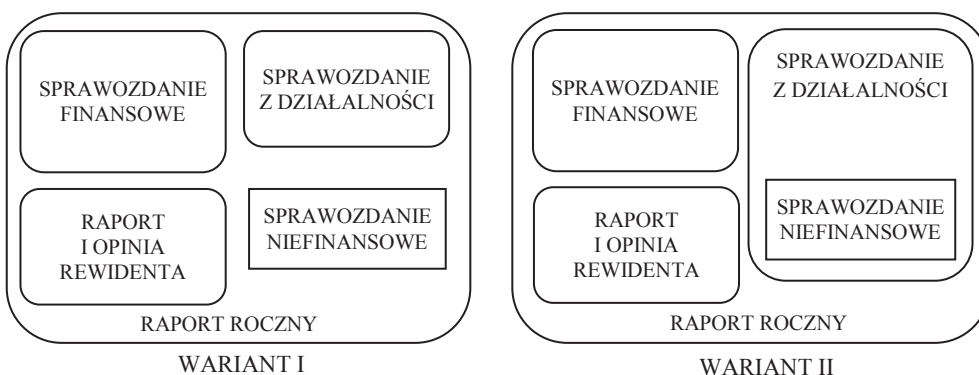 SPRAWOZDANIE
FINANSOWE
SPRAWOZDANIE
Z DZIAŁALNOŚCI
RAPORT
I OPINIA
REWIDENTA
SPRAWOZDANIE
NIEFINANSOWE
RAPORT ROCZNY
WARIANT I
SPRAWOZDANIE
FINANSOWE
SPRAWOZDANIE
Z DZIAŁALNOŚCI
RAPORT
I OPINIA
REWIDENTA
SPRAWOZDANIE
NIEFINANSOWE
RAPORT ROCZNY
WARIANT II